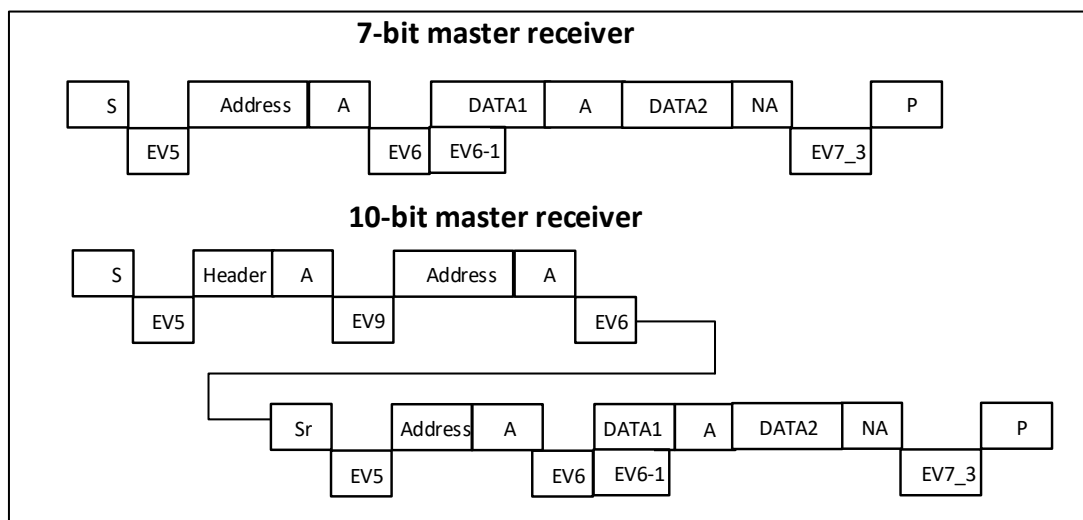 7-bit master receiver
S Address A DATA1 A DATA2 NA P
EV5 EV6 EV6-1 EV7_3
10-bit master receiver
S Header A Address A
EV5 EV9 EV6
Sr Address A DATA1 A DATA2 NA P
EV5 EV6 EV6-1 EV7_3